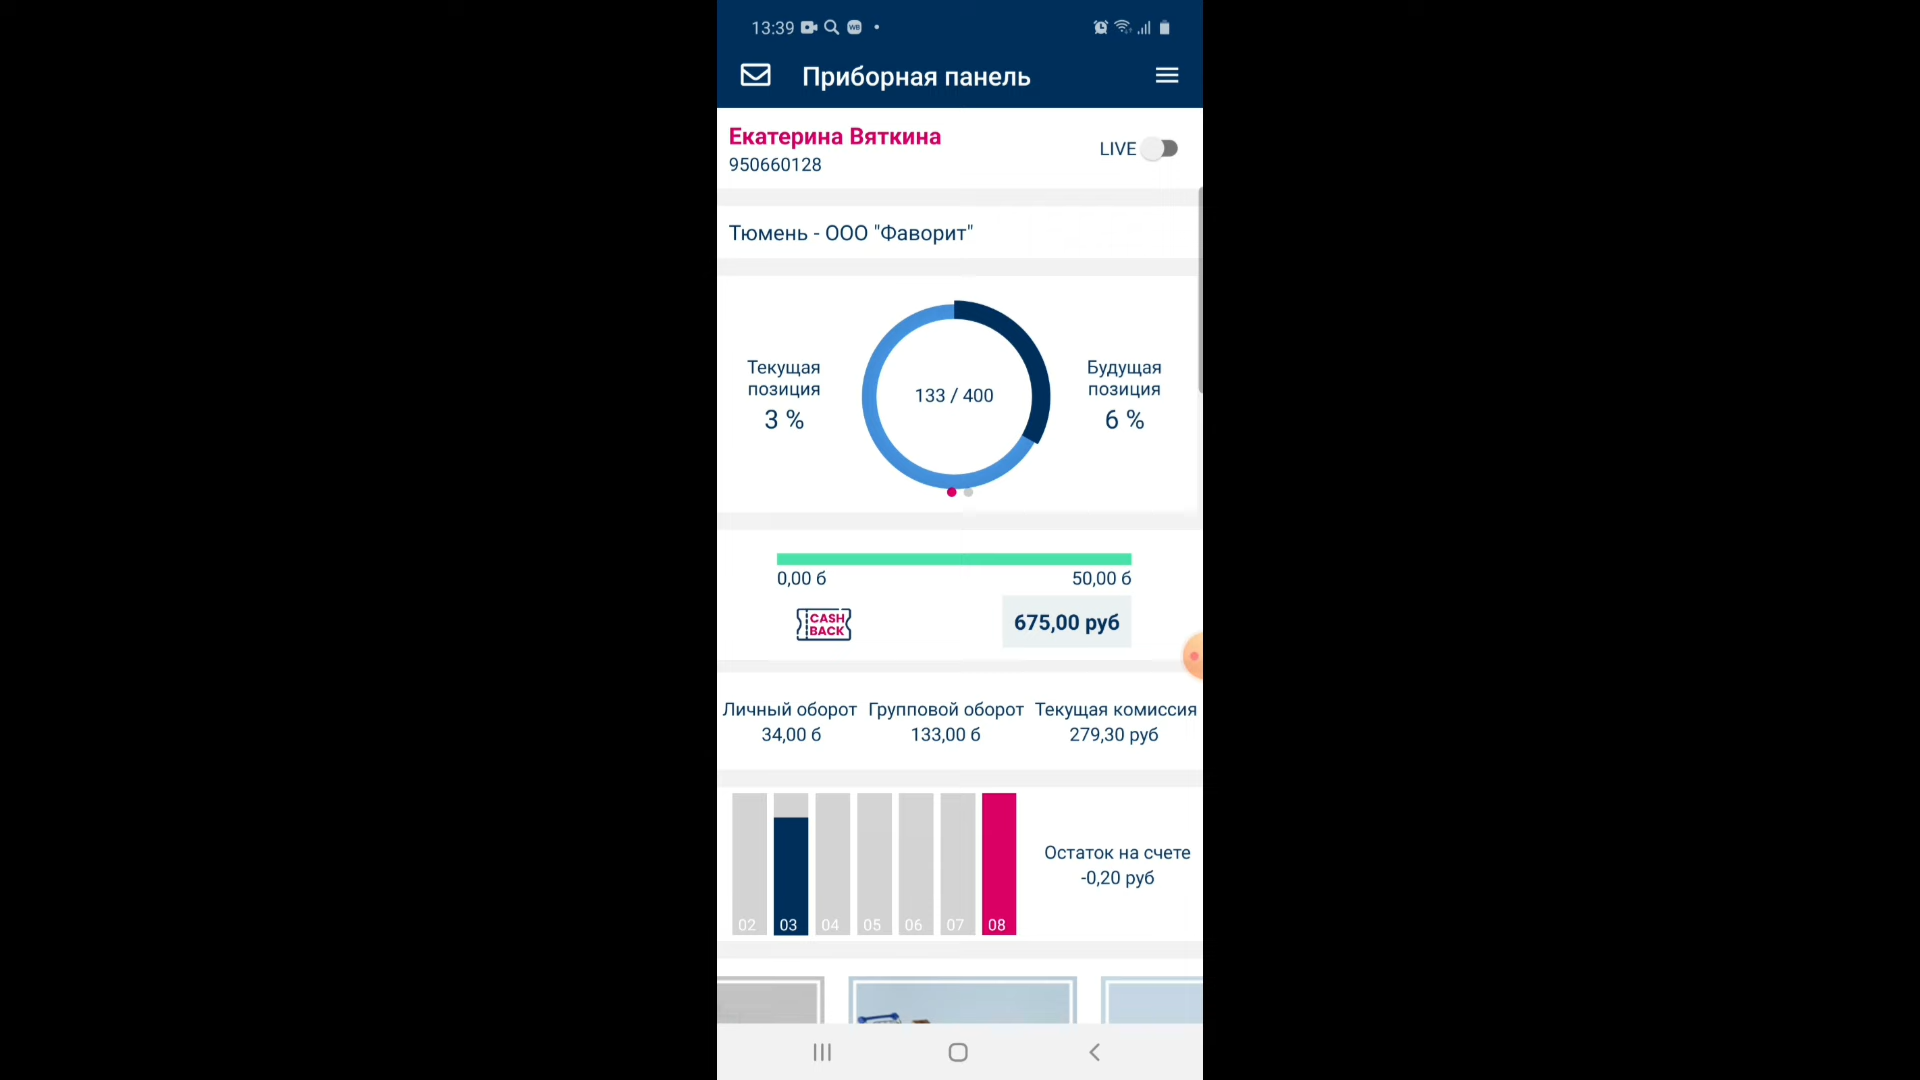 13:39
Приборная панель
Екатерина Вяткина
LIVE
950660128
Тюмень - ООО "Фаворит"
Текущая
позиция
3 %
133 / 400
Будущая
позиция
6 %
0,00 б
50,00 б
CASH
BACK
675,00 руб
Личный оборот
34,00 б
Групповой оборот
133,00 б
Текущая комиссия
279,30 руб
02 03 04 05 06 07 08
Остаток на счете
-0,20 руб